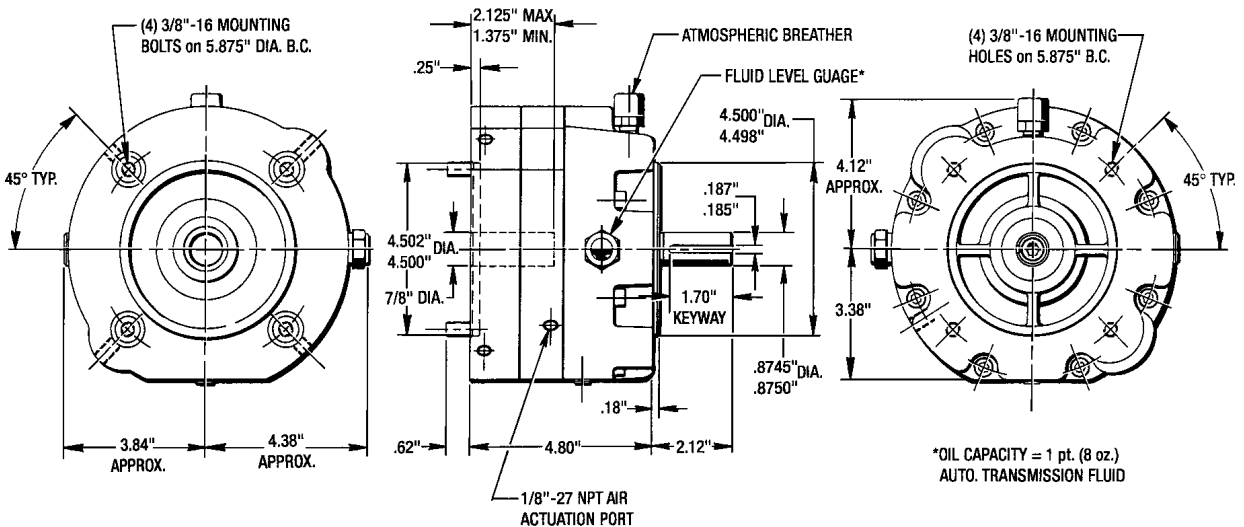 (4) 3/8"-16 MOUNTING
BOLTS on 5.875" DIA. B.C.
45° TYP.
3.84"
APPROX.
4.38"
APPROX.
2.125" MAX
1.375" MIN.
.25"
ATMOSPHERIC BREATHER
FLUID LEVEL GUAGE*
4.500" DIA.
4.498"
.187"
.185"
4.502" DIA.
4.500"
7/8" DIA.
1.70"
KEYWAY
.8745" DIA.
.8750"
.18"
.62"
4.80"
2.12"
1/8"-27 NPT AIR
ACTUATION PORT
(4) 3/8"-16 MOUNTING
HOLES on 5.875" B.C.
4.12"
APPROX.
45° TYP.
3.38"
*OIL CAPACITY = 1 pt. (8 oz.)
AUTO. TRANSMISSION FLUID